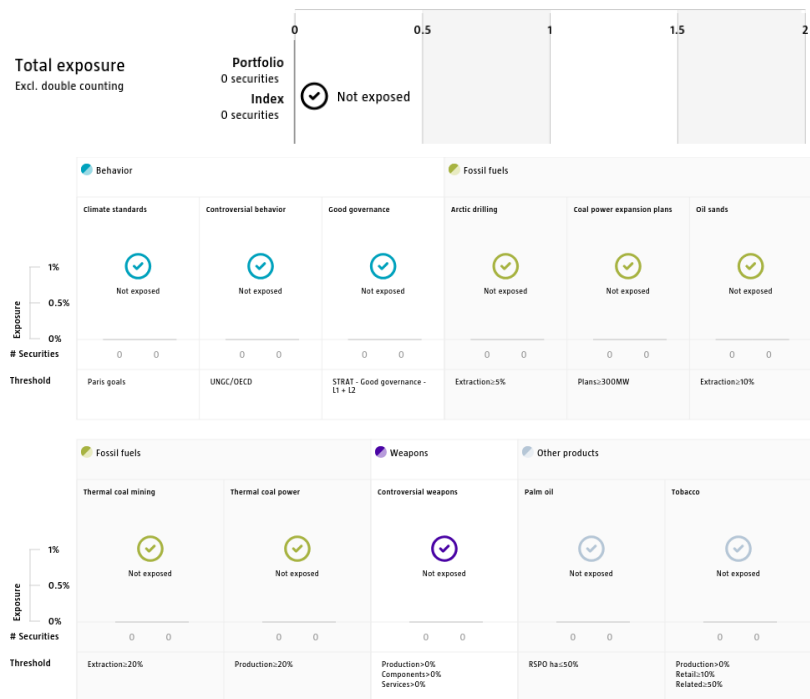 0 0.5 1 1.5 2
Total exposure
Excl. double counting
Portfolio
0 securities
Index
0 securities
Not exposed
Behavior
Fossil fuels
Climate standards
Controversial behavior
Good governance
Arctic drilling
Coal power expansion plans
Oil sands
Exposure
1%
0.5%
0%
Not exposed
Not exposed
Not exposed
Not exposed
Not exposed
Not exposed
# Securities
0 0
0 0
0 0
0 0
0 0
0 0
Threshold
Paris goals
UNGC/OECD
STRAT - Good governance -
L1 + L2
Extraction≥5%
Plans≥300MW
Extraction≥10%
Fossil fuels
Weapons
Other products
Thermal coal mining
Thermal coal power
Controversial weapons
Palm oil
Tobacco
Exposure
1%
0.5%
0%
Not exposed
Not exposed
Not exposed
Not exposed
Not exposed
# Securities
0 0
0 0
0 0
0 0
0 0
Threshold
Extraction≥20%
Production≥20%
Production>0%
Components>0%
Services>0%
RSPO ha≤50%
Production>0%
Retail≥10%
Related≥50%